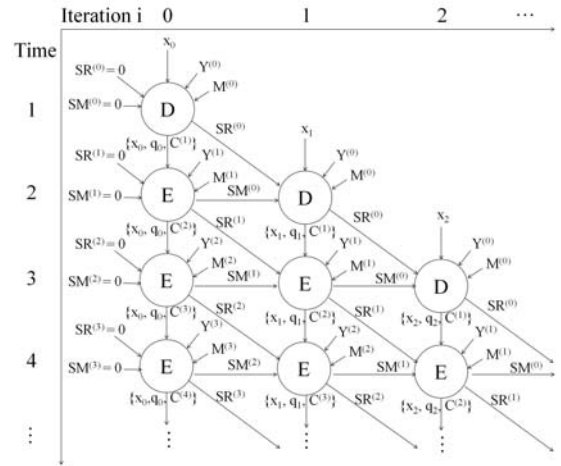 Iteration i 0 1 2 ...
Time
x₀
SR⁽⁰⁾= 0 Y⁽⁰⁾
M⁽⁰⁾
1 SM⁽⁰⁾= 0 D
SR⁽⁰⁾
{x₀, q₀, C⁽¹⁾} x₁
SR⁽¹⁾= 0 Y⁽¹⁾ Y⁽⁰⁾
M⁽¹⁾ M⁽⁰⁾
2 SM⁽¹⁾= 0 E SM⁽⁰⁾ D
SR⁽¹⁾ SR⁽⁰⁾
{x₀, q₀, C⁽²⁾} {x₁, q₁, C⁽¹⁾} x₂
SR⁽²⁾= 0 Y⁽²⁾ Y⁽¹⁾ Y⁽⁰⁾
M⁽²⁾ M⁽¹⁾ M⁽⁰⁾
3 SM⁽²⁾= 0 E SM⁽¹⁾ E SM⁽⁰⁾ D
SR⁽²⁾ SR⁽¹⁾ SR⁽⁰⁾
{x₀, q₀, C⁽³⁾} {x₁, q₁, C⁽²⁾} {x₂, q₂, C⁽¹⁾}
SR⁽³⁾= 0 Y⁽³⁾ Y⁽²⁾ Y⁽¹⁾
M⁽³⁾ M⁽²⁾ M⁽¹⁾
4 SM⁽³⁾= 0 E SM⁽²⁾ E SM⁽¹⁾ E SM⁽⁰⁾
SR⁽³⁾ SR⁽²⁾ SR⁽¹⁾
{x₀,q₀, C⁽⁴⁾} {x₁, q₁, C⁽³⁾} {x₂, q₂, C⁽²⁾}
⋮ ⋮ ⋮ ⋮